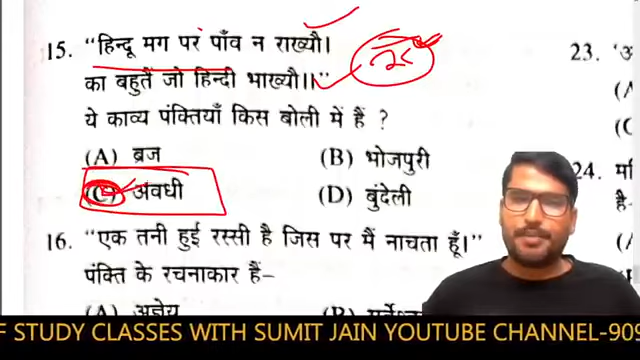 15. “हिन्दू मग पर पाँव न राख्यौ।
का बहुतैं जो हिन्दी भाख्यौ।।”
ये काव्य पंक्तियाँ किस बोली में हैं ?
(A) ब्रज
(B) भोजपुरी
(C) अवधी
(D) बुंदेली
16. “एक तनी हुई रस्सी है जिस पर मैं नाचता हूँ।”
पंक्ति के रचनाकार हैं–
(A) अज्ञेय
(B)
23.
(A
(C
24.
है-
F STUDY CLASSES WITH SUMIT JAIN YOUTUBE CHANNEL-909